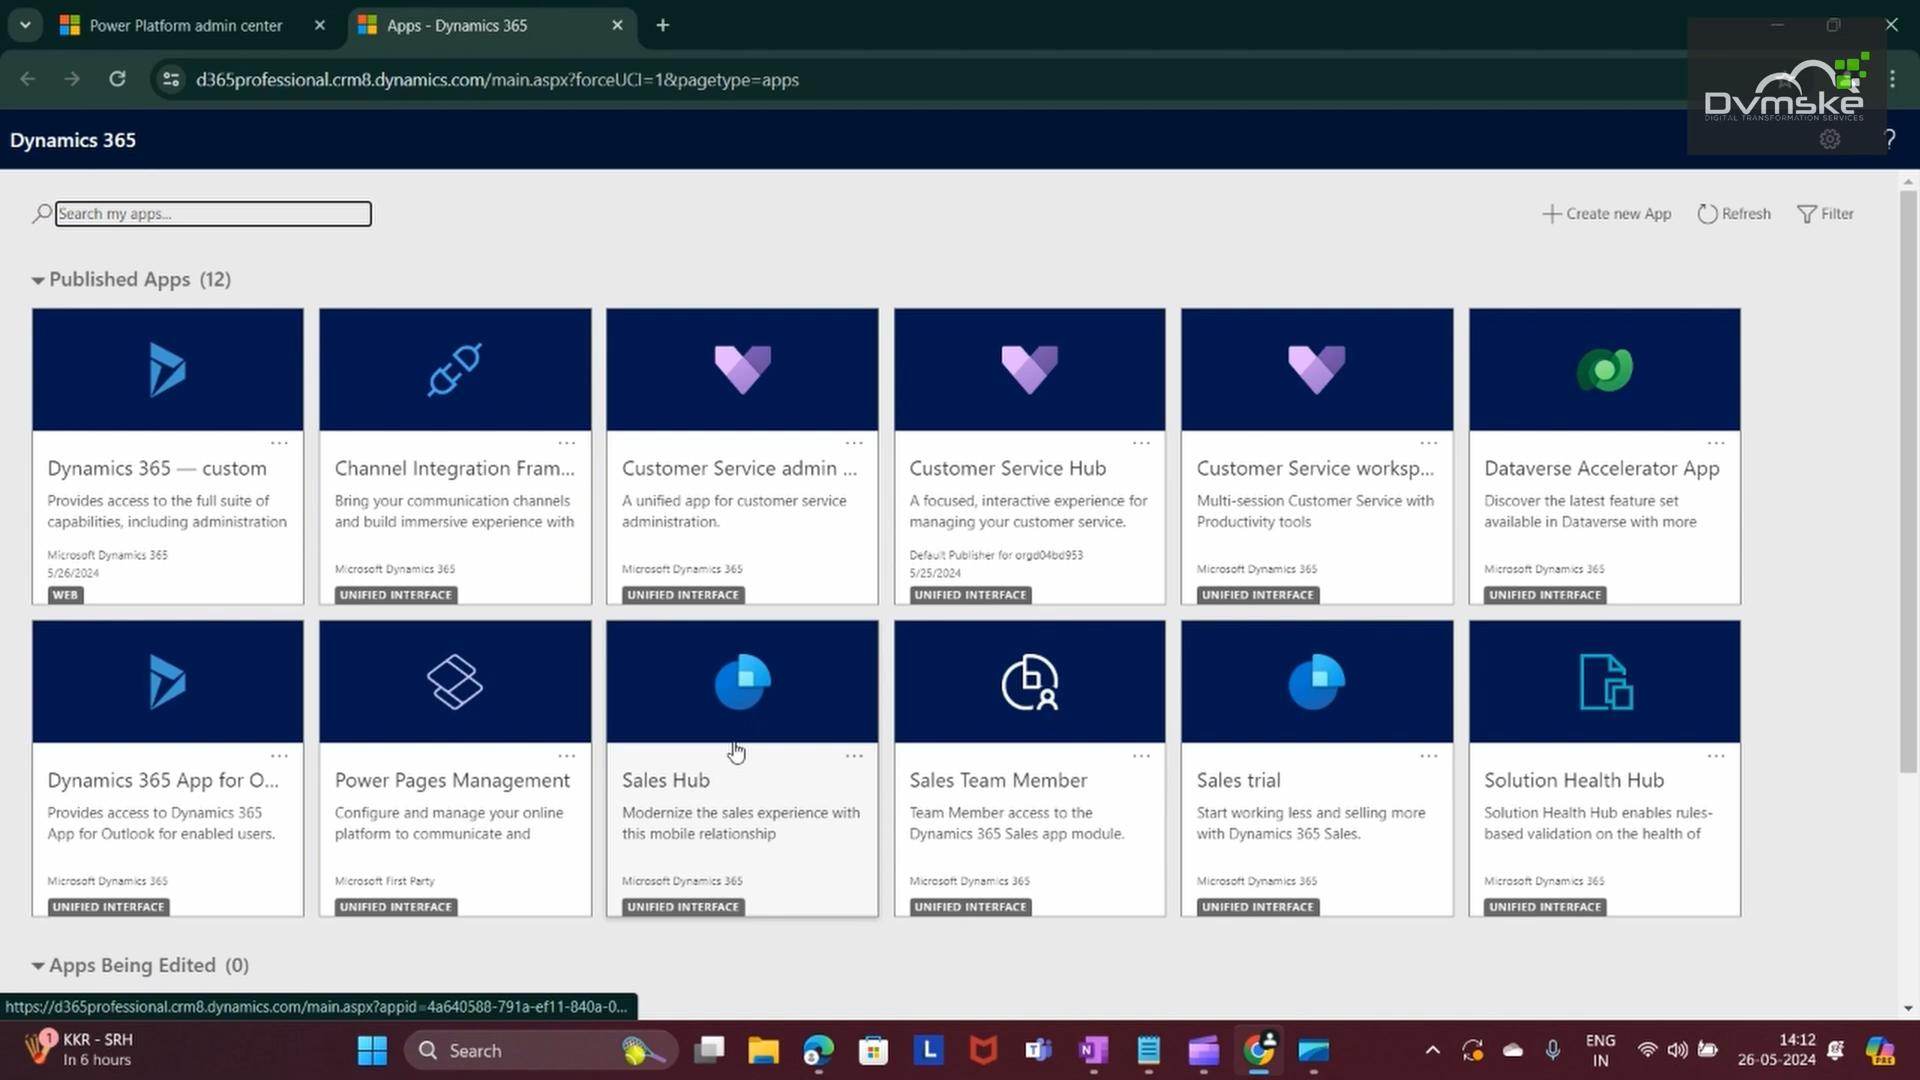 Power Platform admin center
Apps - Dynamics 365
d365professional.crm8.dynamics.com/main.aspx?forceUCI=1&pagetype=apps
Dvmske
DIGITAL TRANSFORMATION SERVICES
Dynamics 365
Search my apps...
Create new App
Refresh
Filter
Published Apps (12)
Dynamics 365 — custom
Provides access to the full suite of
capabilities, including administration
Microsoft Dynamics 365
5/26/2024
WEB
Channel Integration Fram...
Bring your communication channels
and build immersive experience with
Microsoft Dynamics 365
UNIFIED INTERFACE
Customer Service admin ...
A unified app for customer service
administration.
Microsoft Dynamics 365
UNIFIED INTERFACE
Customer Service Hub
A focused, interactive experience for
managing your customer service.
Default Publisher for orgd04bd953
5/25/2024
UNIFIED INTERFACE
Customer Service worksp...
Multi-session Customer Service with
Productivity tools
Microsoft Dynamics 365
UNIFIED INTERFACE
Dataverse Accelerator App
Discover the latest feature set
available in Dataverse with more
Microsoft Dynamics 365
UNIFIED INTERFACE
Dynamics 365 App for O...
Provides access to Dynamics 365
App for Outlook for enabled users.
Microsoft Dynamics 365
UNIFIED INTERFACE
Power Pages Management
Configure and manage your online
platform to communicate and
Microsoft First Party
UNIFIED INTERFACE
Sales Hub
Modernize the sales experience with
this mobile relationship
Microsoft Dynamics 365
UNIFIED INTERFACE
Sales Team Member
Team Member access to the
Dynamics 365 Sales app module.
Microsoft Dynamics 365
UNIFIED INTERFACE
Sales trial
Start working less and selling more
with Dynamics 365 Sales.
Microsoft Dynamics 365
UNIFIED INTERFACE
Solution Health Hub
Solution Health Hub enables rules-
based validation on the health of
Microsoft Dynamics 365
UNIFIED INTERFACE
Apps Being Edited (0)
https://d365professional.crm8.dynamics.com/main.aspx?appid=4a640588-791a-ef11-840a-0...
1
KKR - SRH
In 6 hours
Search
L
ENG
IN
14:12
26-05-2024
PRE